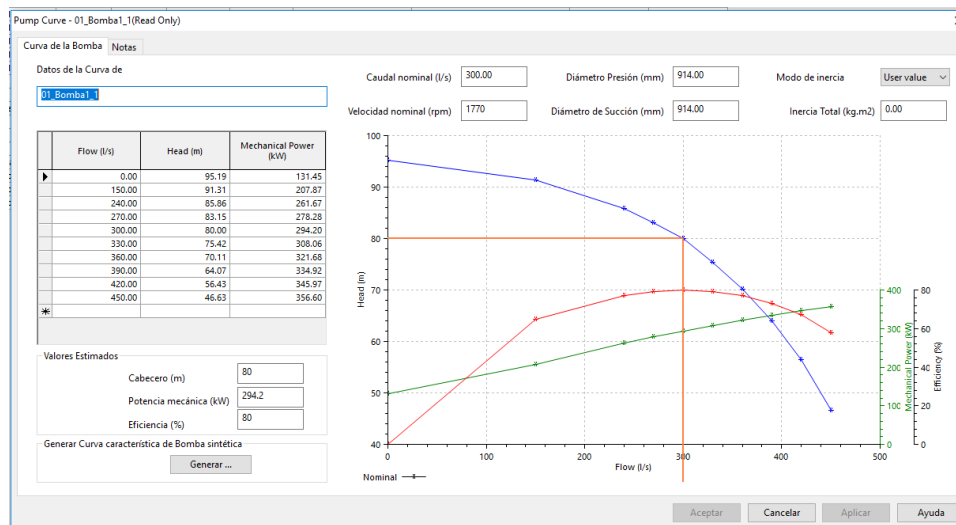 Pump Curve - 01_Bomba1_1(Read Only)
Curva de la Bomba Notas
Datos de la Curva de
01_Bomba1_1
Caudal nominal (l/s) 300.00 Diámetro Presión (mm) 914.00 Modo de inercia User value
Velocidad nominal (rpm) 1770 Diámetro de Succión (mm) 914.00 Inercia Total (kg.m2) 0.00
Flow (l/s) Head (m) Mechanical Power (kW)
0.00 95.19 131.45
150.00 91.31 207.87
240.00 85.86 261.67
270.00 83.15 278.28
300.00 80.00 294.20
330.00 75.42 308.06
360.00 70.11 321.68
390.00 64.07 334.92
420.00 56.43 345.97
450.00 46.63 356.60
Valores Estimados
Cabecero (m) 80
Potencia mecánica (kW) 294.2
Eficiencia (%) 80
Generar Curva característica de Bomba sintética
Generar ...
100
90
80
70
60
50
40
Head (m)
0 100 200 300 400 500
Flow (l/s)
Nominal
400
300
200
100
0
Mechanical Power (kW)
80
60
40
20
0
Efficiency (%)
Aceptar Cancelar Aplicar Ayuda